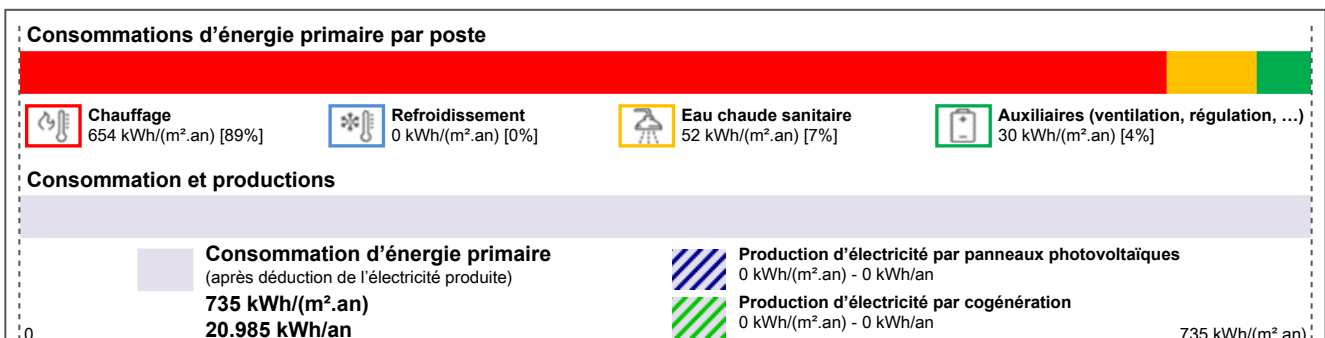 Consommations d’énergie primaire par poste
Chauffage
654 kWh/(m².an) [89%]
Refroidissement
0 kWh/(m².an) [0%]
Eau chaude sanitaire
52 kWh/(m².an) [7%]
Auxiliaires (ventilation, régulation, …)
30 kWh/(m².an) [4%]
Consommation et productions
Consommation d’énergie primaire
(après déduction de l’électricité produite)
735 kWh/(m².an)
20.985 kWh/an
Production d’électricité par panneaux photovoltaïques
0 kWh/(m².an) - 0 kWh/an
Production d’électricité par cogénération
0 kWh/(m².an) - 0 kWh/an
0
735 kWh/(m².an)